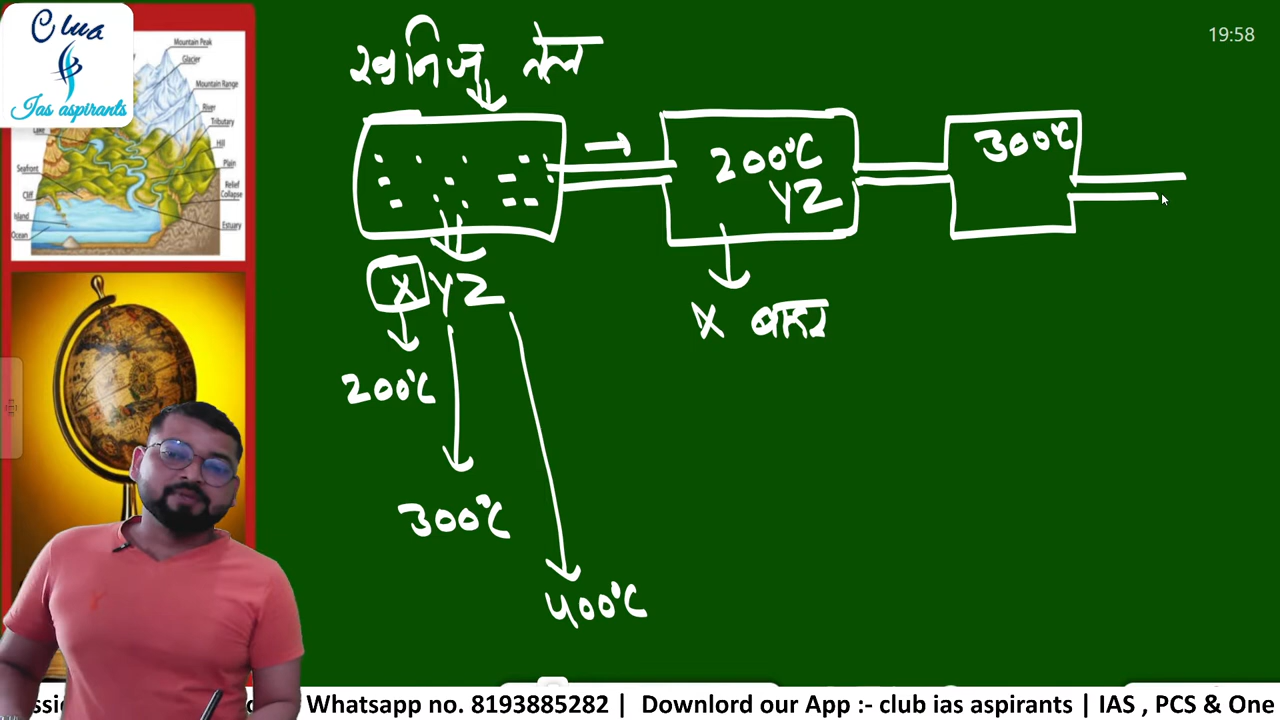 Clua
Ias aspirants
Mountain Peak
Glacier
Mountain Range
River
Tributary
Lake
Hill
Seafront
Plain
Cliff
Relief
Collapse
Island
Estuary
Ocean
19:58
खनिज तेल
200°C
YZ
300°C
X YZ
X बाहर
200°C
300°C
400°C
Whatsapp no. 8193885282 | Downlord our App :- club ias aspirants | IAS , PCS & One